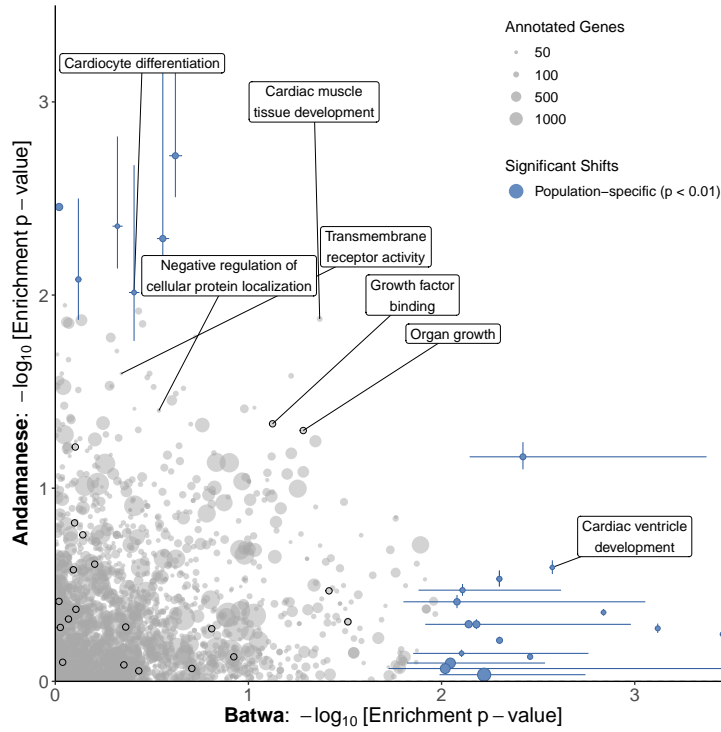 Annotated Genes
50
100
500
1000
Significant Shifts
Population−specific (p < 0.01)
Cardiocyte differentiation
Cardiac muscle
tissue development
Transmembrane
receptor activity
Negative regulation of
cellular protein localization
Growth factor
binding
Organ growth
Cardiac ventricle
development
3
2
1
0
Andamanese: −log10 [Enrichment p − value]
0
1
2
3
Batwa: −log10 [Enrichment p − value]